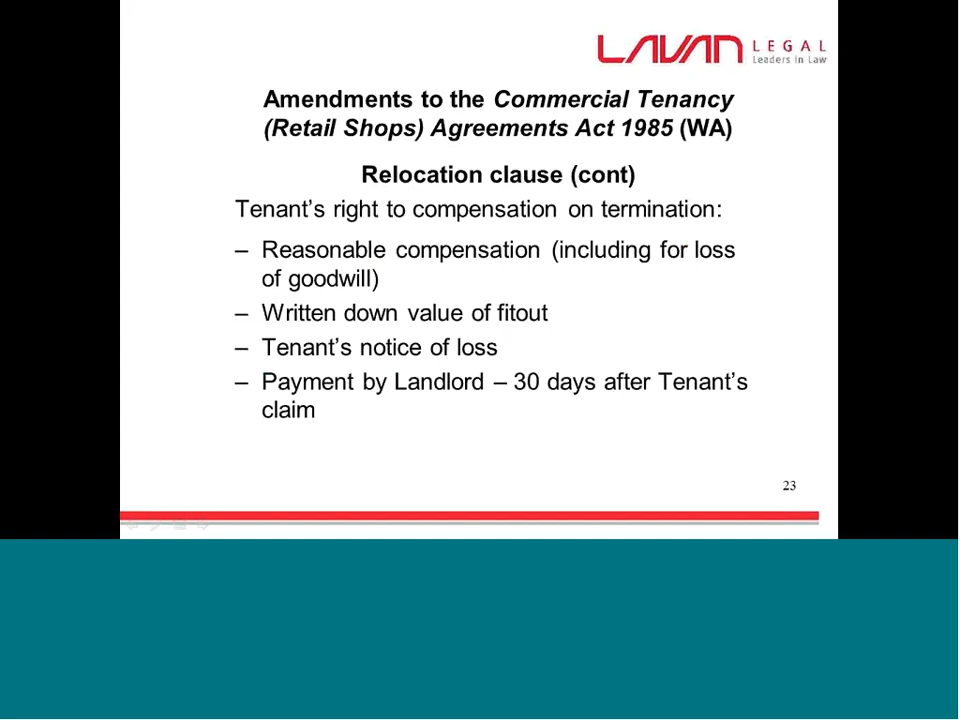 LAVAN LEGAL
Leaders in Law
Amendments to the Commercial Tenancy
(Retail Shops) Agreements Act 1985 (WA)
Relocation clause (cont)
Tenant’s right to compensation on termination:
– Reasonable compensation (including for loss
of goodwill)
– Written down value of fitout
– Tenant’s notice of loss
– Payment by Landlord – 30 days after Tenant’s
claim
23